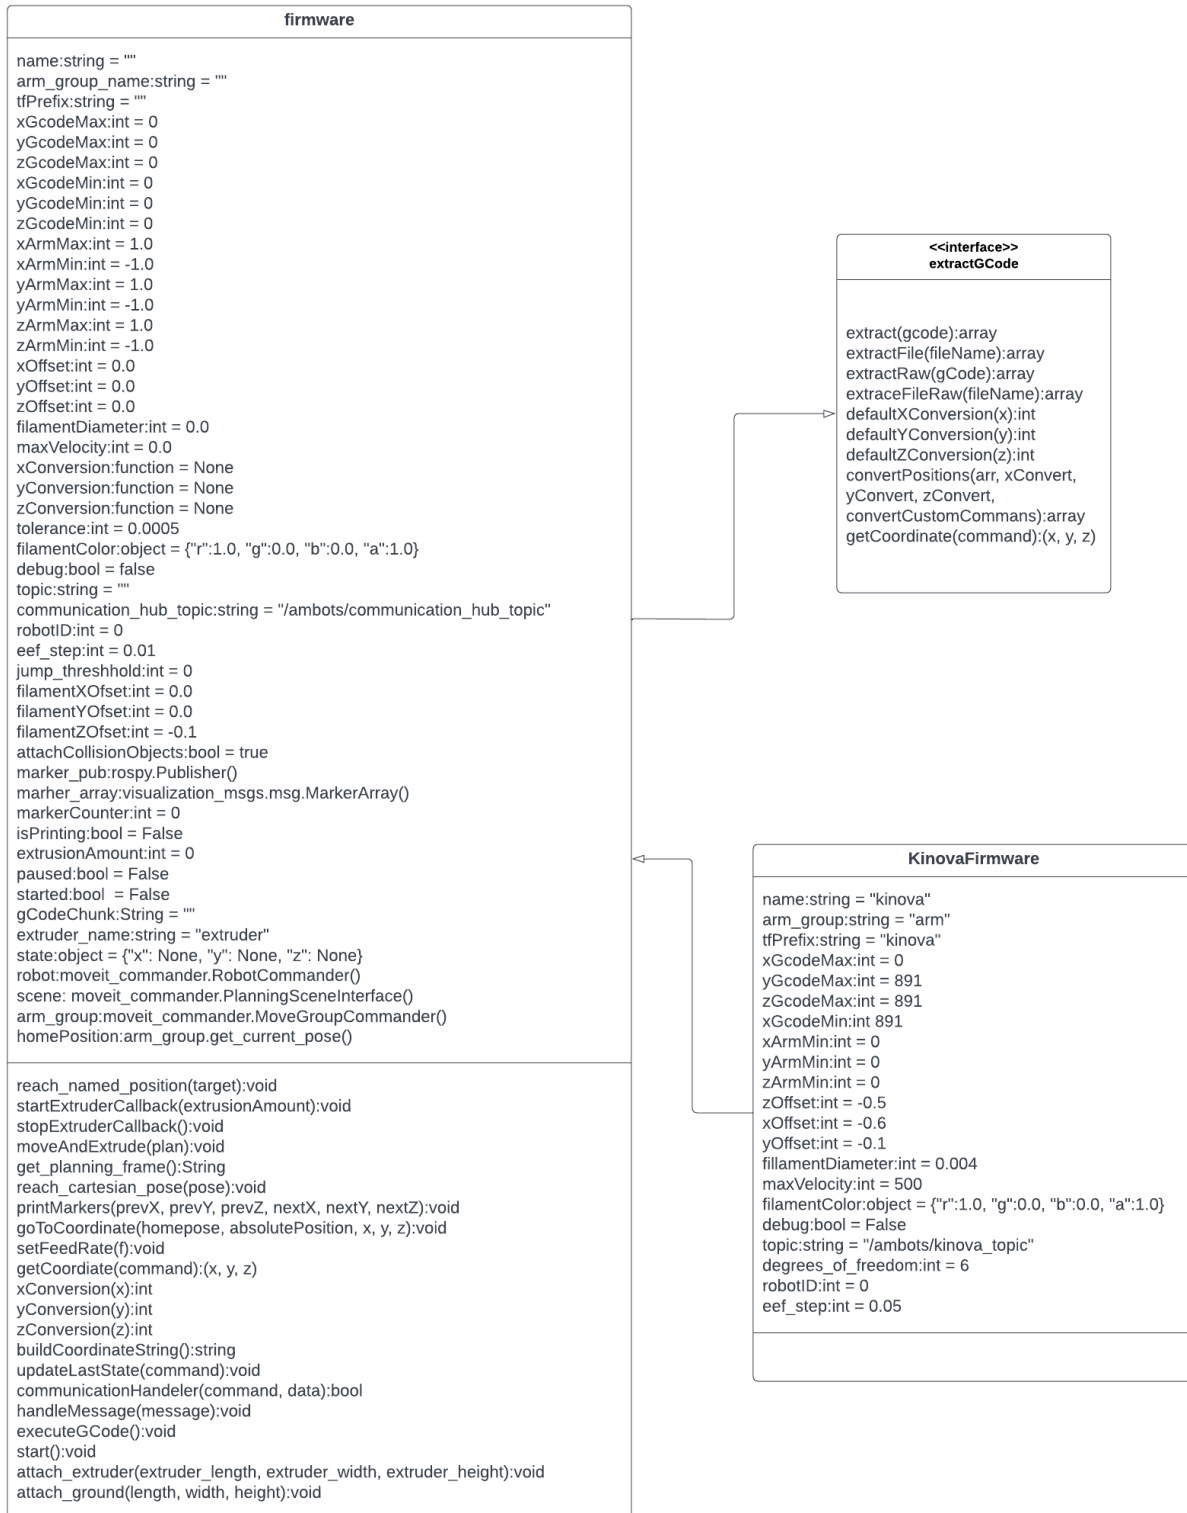 firmware
name:string = ""
arm_group_name:string = ""
tfPrefix:string = ""
xGcodeMax:int = 0
yGcodeMax:int = 0
zGcodeMax:int = 0
xGcodeMin:int = 0
yGcodeMin:int = 0
zGcodeMin:int = 0
xArmMax:int = 1.0
xArmMin:int = -1.0
yArmMax:int = 1.0
yArmMin:int = -1.0
zArmMax:int = 1.0
zArmMin:int = -1.0
xOffset:int = 0.0
yOffset:int = 0.0
zOffset:int = 0.0
filamentDiameter:int = 0.0
maxVelocity:int = 0.0
xConversion:function = None
yConversion:function = None
zConversion:function = None
tolerance:int = 0.0005
filamentColor:object = {"r":1.0, "g":0.0, "b":0.0, "a":1.0}
debug:bool = false
topic:string = ""
communication_hub_topic:string = "/ambots/communication_hub_topic"
robotID:int = 0
eef_step:int = 0.01
jump_threshhold:int = 0
filamentXOfset:int = 0.0
filamentYOfset:int = 0.0
filamentZOfset:int = -0.1
attachCollisionObjects:bool = true
marker_pub:rospy.Publisher()
marher_array:visualization_msgs.msg.MarkerArray()
markerCounter:int = 0
isPrinting:bool = False
extrusionAmount:int = 0
paused:bool = False
started:bool  = False
gCodeChunk:String = ""
extruder_name:string = "extruder"
state:object = {"x": None, "y": None, "z": None}
robot:moveit_commander.RobotCommander()
scene: moveit_commander.PlanningSceneInterface()
arm_group:moveit_commander.MoveGroupCommander()
homePosition:arm_group.get_current_pose()
reach_named_position(target):void
startExtruderCallback(extrusionAmount):void
stopExtruderCallback():void
moveAndExtrude(plan):void
get_planning_frame():String
reach_cartesian_pose(pose):void
printMarkers(prevX, prevY, prevZ, nextX, nextY, nextZ):void
goToCoordinate(homepose, absolutePosition, x, y, z):void
setFeedRate(f):void
getCoordiate(command):(x, y, z)
xConversion(x):int
yConversion(y):int
zConversion(z):int
buildCoordinateString():string
updateLastState(command):void
communicationHandeler(command, data):bool
handleMessage(message):void
executeGCode():void
start():void
attach_extruder(extruder_length, extruder_width, extruder_height):void
attach_ground(length, width, height):void
<<interface>>
extractGCode
extract(gcode):array
extractFile(fileName):array
extractRaw(gCode):array
extraceFileRaw(fileName):array
defaultXConversion(x):int
defaultYConversion(y):int
defaultZConversion(z):int
convertPositions(arr, xConvert,
yConvert, zConvert,
convertCustomCommans):array
getCoordinate(command):(x, y, z)
KinovaFirmware
name:string = "kinova"
arm_group:string = "arm"
tfPrefix:string = "kinova"
xGcodeMax:int = 0
yGcodeMax:int = 891
zGcodeMax:int = 891
xGcodeMin:int 891
xArmMin:int = 0
yArmMin:int = 0
zArmMin:int = 0
zOffset:int = -0.5
xOffset:int = -0.6
yOffset:int = -0.1
fillamentDiameter:int = 0.004
maxVelocity:int = 500
filamentColor:object = {"r":1.0, "g":0.0, "b":0.0, "a":1.0}
debug:bool = False
topic:string = "/ambots/kinova_topic"
degrees_of_freedom:int = 6
robotID:int = 0
eef_step:int = 0.05